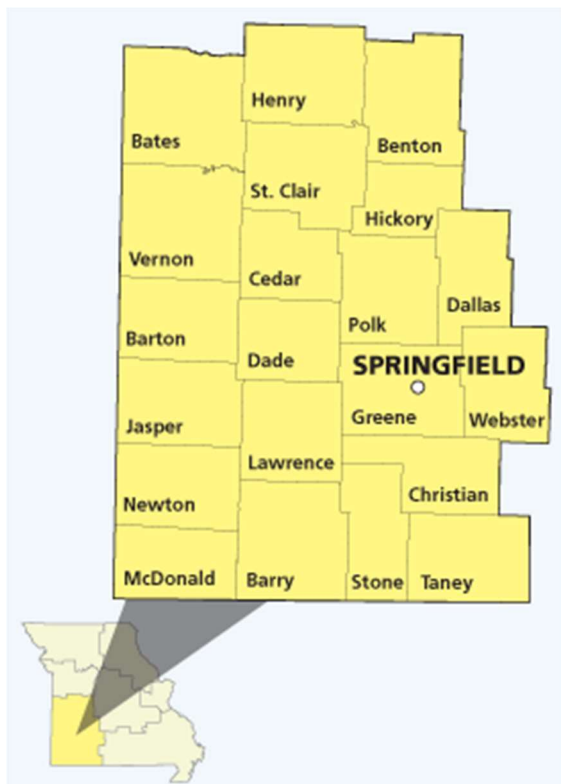 Henry
Bates
Benton
St. Clair
Hickory
Vernon
Cedar
Dallas
Polk
Barton
Dade
SPRINGFIELD
Greene
Webster
Jasper
Lawrence
Christian
Newton
McDonald
Barry
Stone
Taney